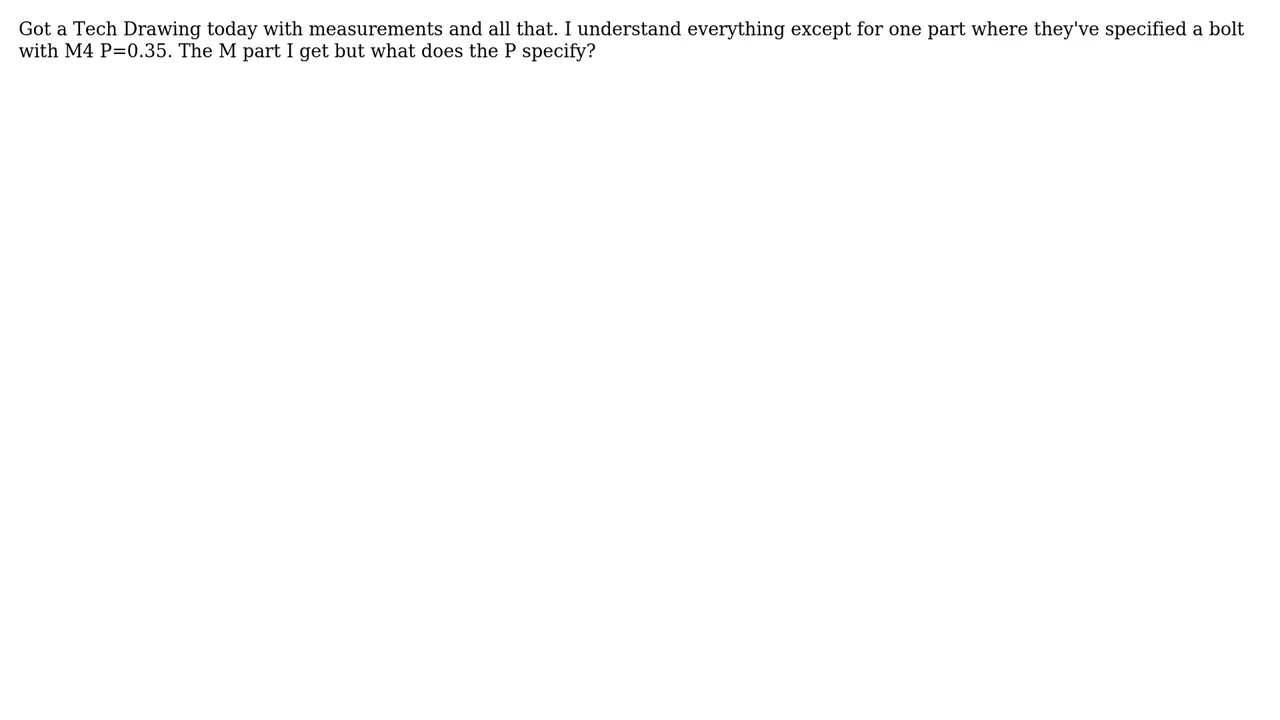 Got a Tech Drawing today with measurements and all that. I understand everything except for one part where they've specified a bolt
with M4 P=0.35. The M part I get but what does the P specify?